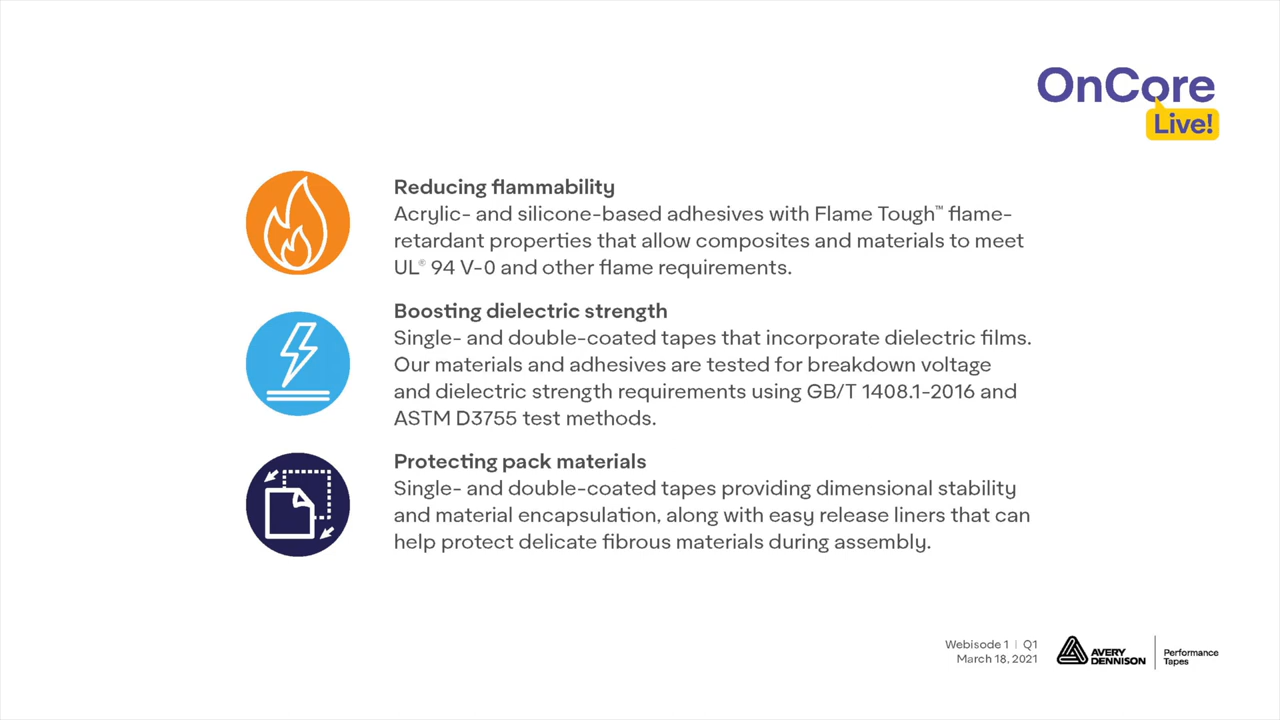 OnCore
Live!
Reducing flammability
Acrylic- and silicone-based adhesives with Flame Tough™ flame-
retardant properties that allow composites and materials to meet
UL® 94 V-0 and other flame requirements.
Boosting dielectric strength
Single- and double-coated tapes that incorporate dielectric films.
Our materials and adhesives are tested for breakdown voltage
and dielectric strength requirements using GB/T 1408.1-2016 and
ASTM D3755 test methods.
Protecting pack materials
Single- and double-coated tapes providing dimensional stability
and material encapsulation, along with easy release liners that can
help protect delicate fibrous materials during assembly.
Webisode 1 | Q1
March 18, 2021
AVERY
DENNISON
Performance
Tapes